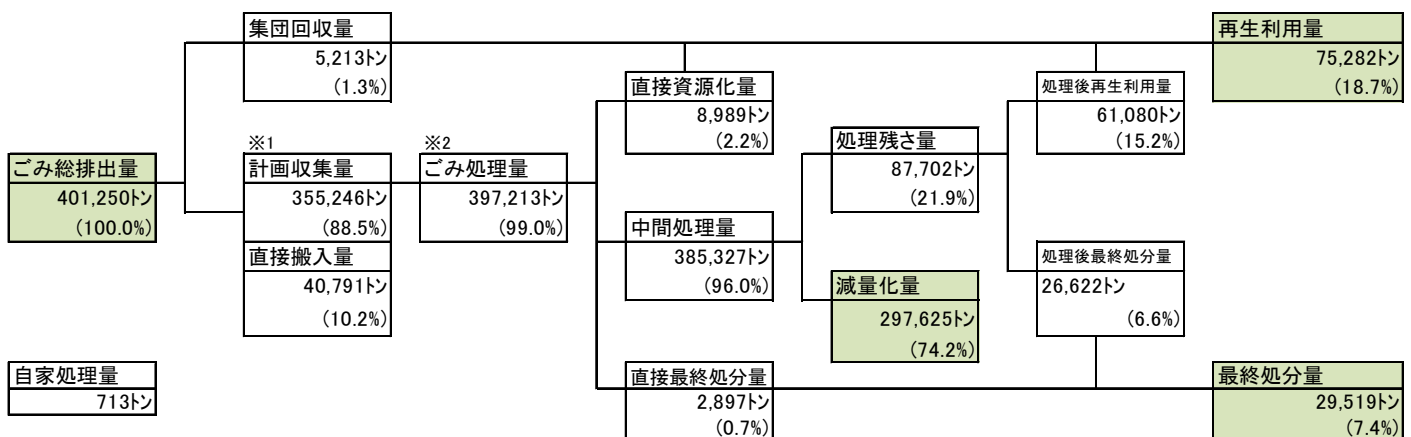 集団回収量
5,213トン
(1.3%)
再生利用量
75,282トン
(18.7%)
直接資源化量
8,989トン
(2.2%)
処理後再生利用量
61,080トン
(15.2%)
※1
計画収集量
355,246トン
(88.5%)
※2
ごみ処理量
397,213トン
(99.0%)
処理残さ量
87,702トン
(21.9%)
ごみ総排出量
401,250トン
(100.0%)
直接搬入量
40,791トン
(10.2%)
中間処理量
385,327トン
(96.0%)
処理後最終処分量
26,622トン
(6.6%)
減量化量
297,625トン
(74.2%)
自家処理量
713トン
直接最終処分量
2,897トン
(0.7%)
最終処分量
29,519トン
(7.4%)